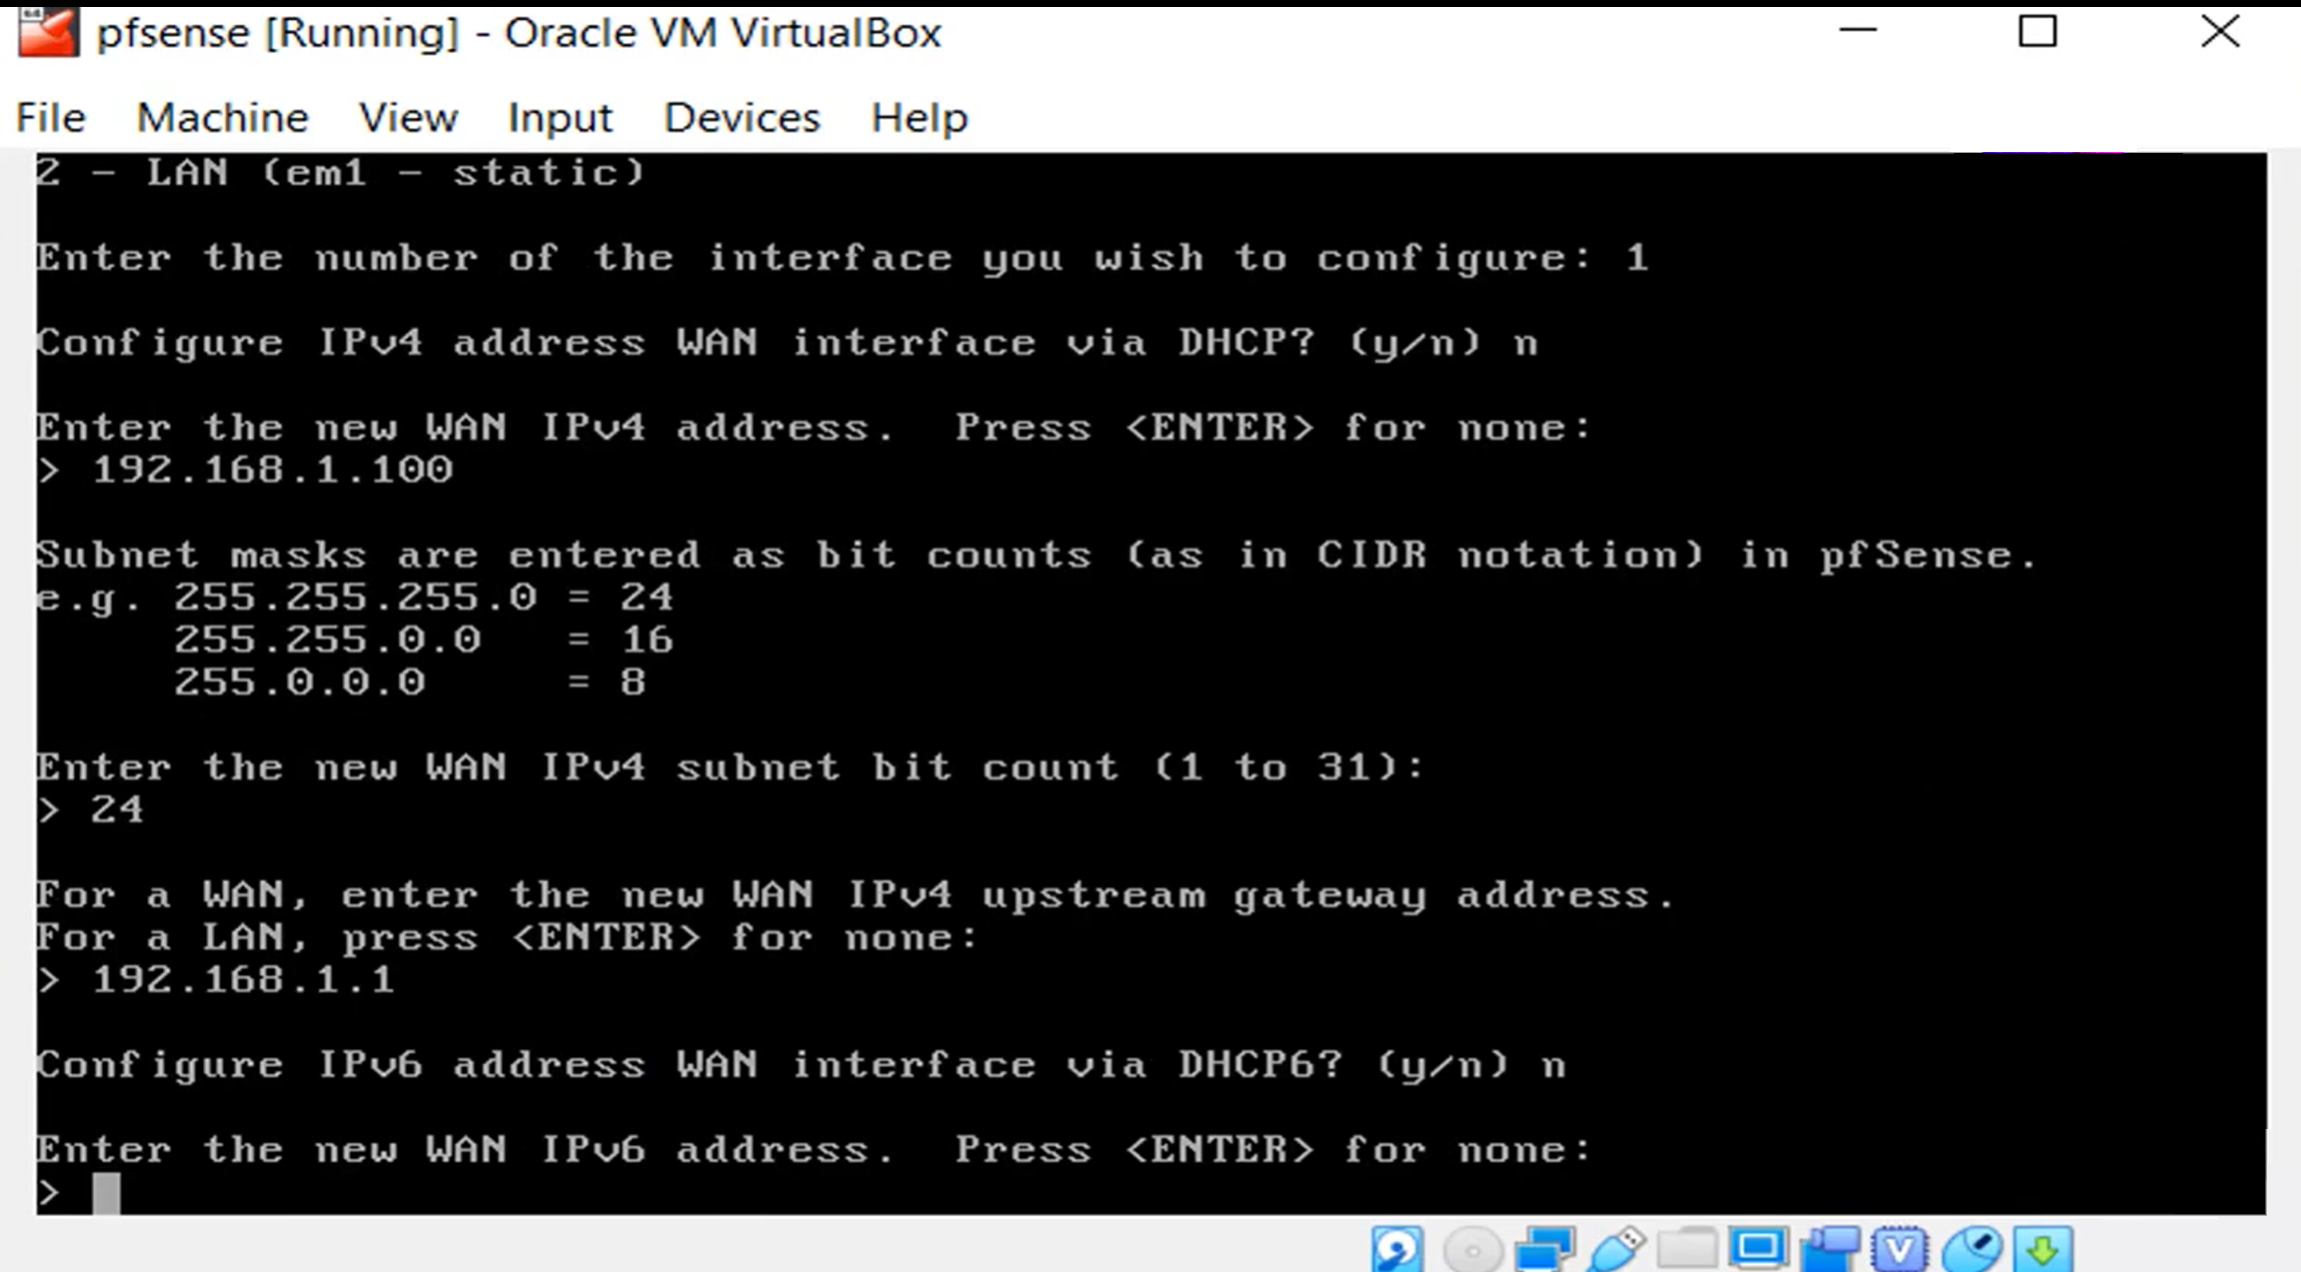 pfsense [Running] - Oracle VM VirtualBox
File Machine View Input Devices Help
2 - LAN (em1 - static)
Enter the number of the interface you wish to configure: 1
Configure IPv4 address WAN interface via DHCP? (y/n) n
Enter the new WAN IPv4 address.  Press <ENTER> for none:
> 192.168.1.100
Subnet masks are entered as bit counts (as in CIDR notation) in pfSense.
e.g. 255.255.255.0 = 24
255.255.0.0 = 16
255.0.0.0 = 8
Enter the new WAN IPv4 subnet bit count (1 to 31):
> 24
For a WAN, enter the new WAN IPv4 upstream gateway address.
For a LAN, press <ENTER> for none:
> 192.168.1.1
Configure IPv6 address WAN interface via DHCP6? (y/n) n
Enter the new WAN IPv6 address.  Press <ENTER> for none:
>